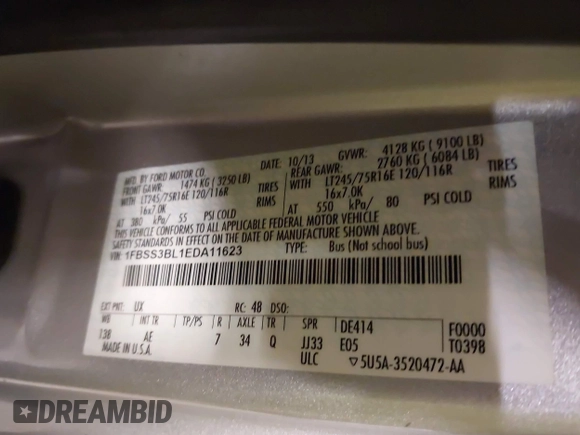 MFD. BY FORD MOTOR CO.
DATE: 10/13 GVWR: 4128 KG ( 9100 LB)
FRONT GAWR: 1474 KG ( 3250 LB) REAR GAWR: 2760 KG ( 6084 LB)
WITH LT245/75R16E 120/116R TIRES WITH LT245/75R16E 120/116R TIRES
16x7.0K RIMS 16x7.0K RIMS
AT 380 kPa/ 55 PSI COLD AT 550 kPa/ 80 PSI COLD
THIS VEHICLE CONFORMS TO ALL APPLICABLE FEDERAL MOTOR VEHICLE
SAFETY STANDARDS IN EFFECT ON THE DATE OF MANUFACTURE SHOWN ABOVE.
VIN: 1FBSS3BL1EDA11623 TYPE: Bus (Not school bus)
EXT PNT: UX RC: 48 DSO:
WB INT TR TP/PS R AXLE TR SPR DE414 F0000
138 AE 7 34 Q JJ33 E05 T0398
MADE IN U.S.A. ULC ▽5U5A-3520472-AA
DREAMBID